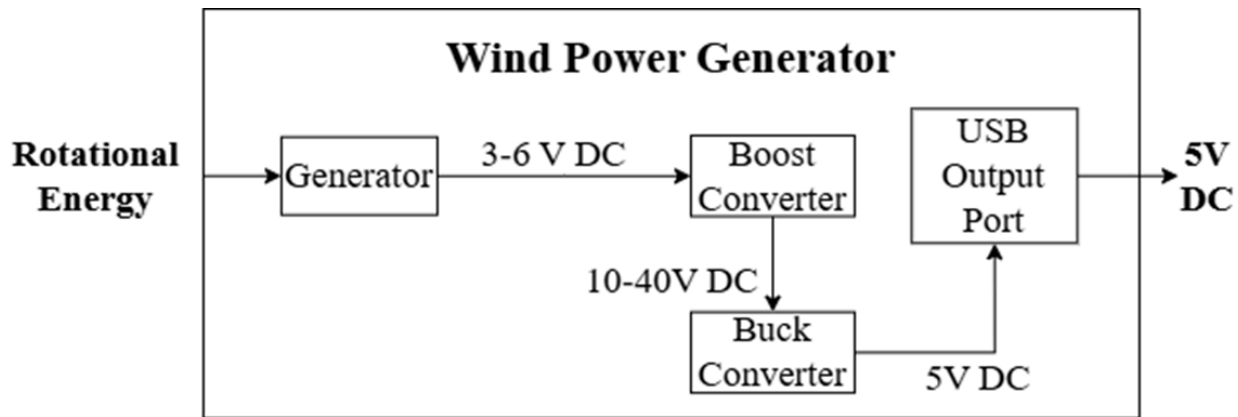 Wind Power Generator
Rotational
Energy
Generator
3-6 V DC
Boost
Converter
10-40V DC
Buck
Converter
5V DC
USB
Output
Port
5V
DC